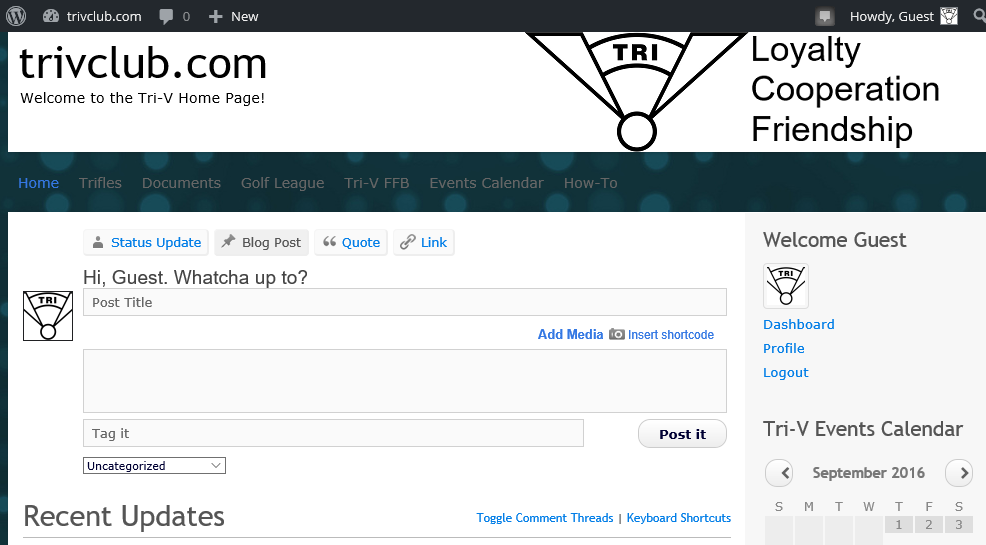 trivclub.com 0 New Howdy, Guest
trivclub.com
Welcome to the Tri-V Home Page!
TRI
Loyalty
Cooperation
Friendship
Home Trifles Documents Golf League Tri-V FFB Events Calendar How-To
Status Update Blog Post Quote Link
Hi, Guest. Whatcha up to?
TRI
Post Title
Add Media Insert shortcode
Tag it
Post it
Uncategorized
Recent Updates
Toggle Comment Threads | Keyboard Shortcuts
Welcome Guest
TRI
Dashboard
Profile
Logout
Tri-V Events Calendar
September 2016
S M T W T F S
1 2 3